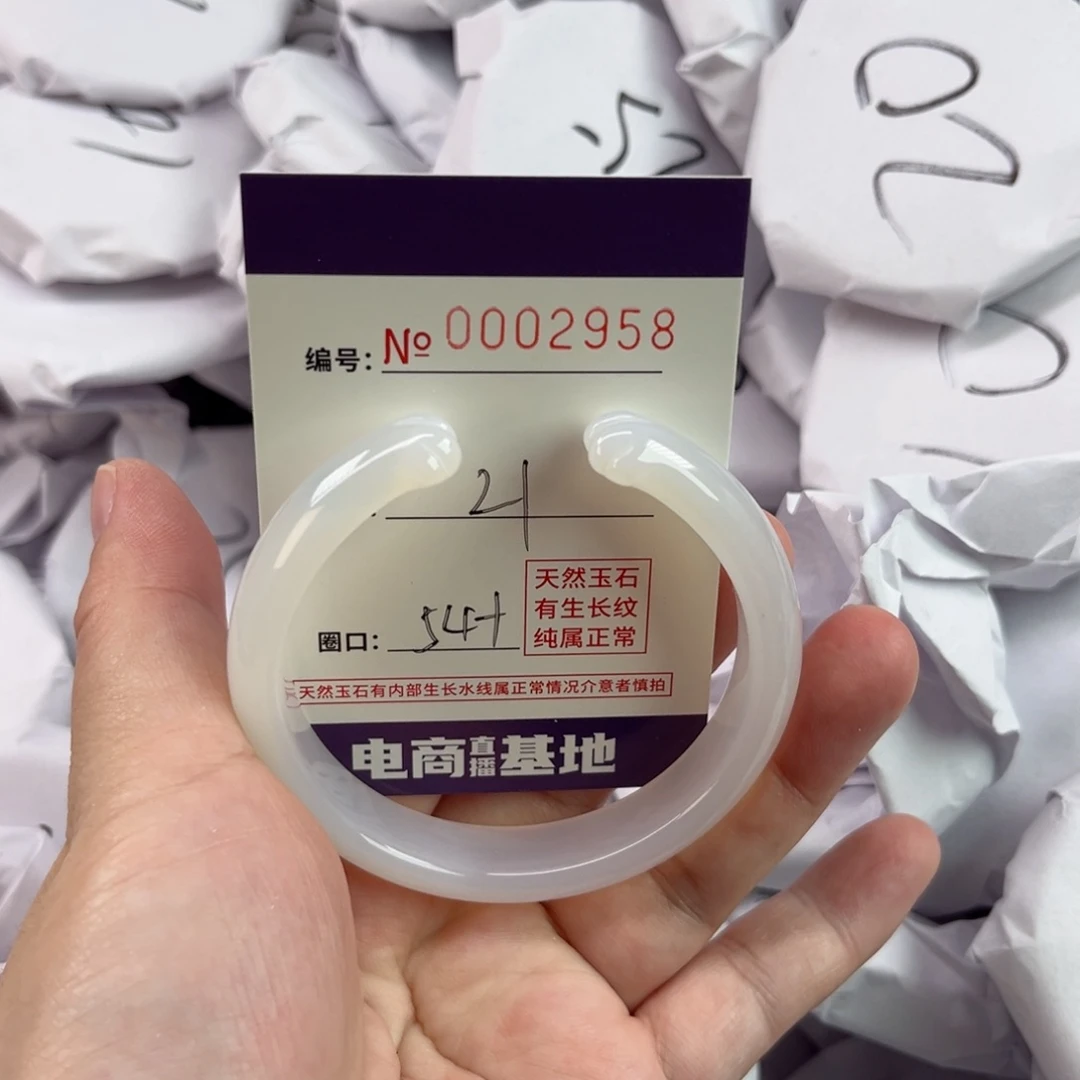 编号: № 0002958
21
圈口: 54+
天然玉石
有生长纹
纯属正常
天然玉石有内部生长水线属正常情况介意者慎拍
电商直播基地